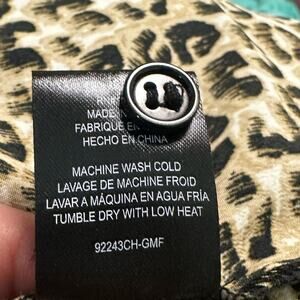 MADE
FABRIQUE
HECHO EN CHINA
MACHINE WASH COLD
LAVAGE DE MACHINE FROID
LAVAR A MÁQUINA EN AGUA FRÍA
TUMBLE DRY WITH LOW HEAT
92243CH-GMF